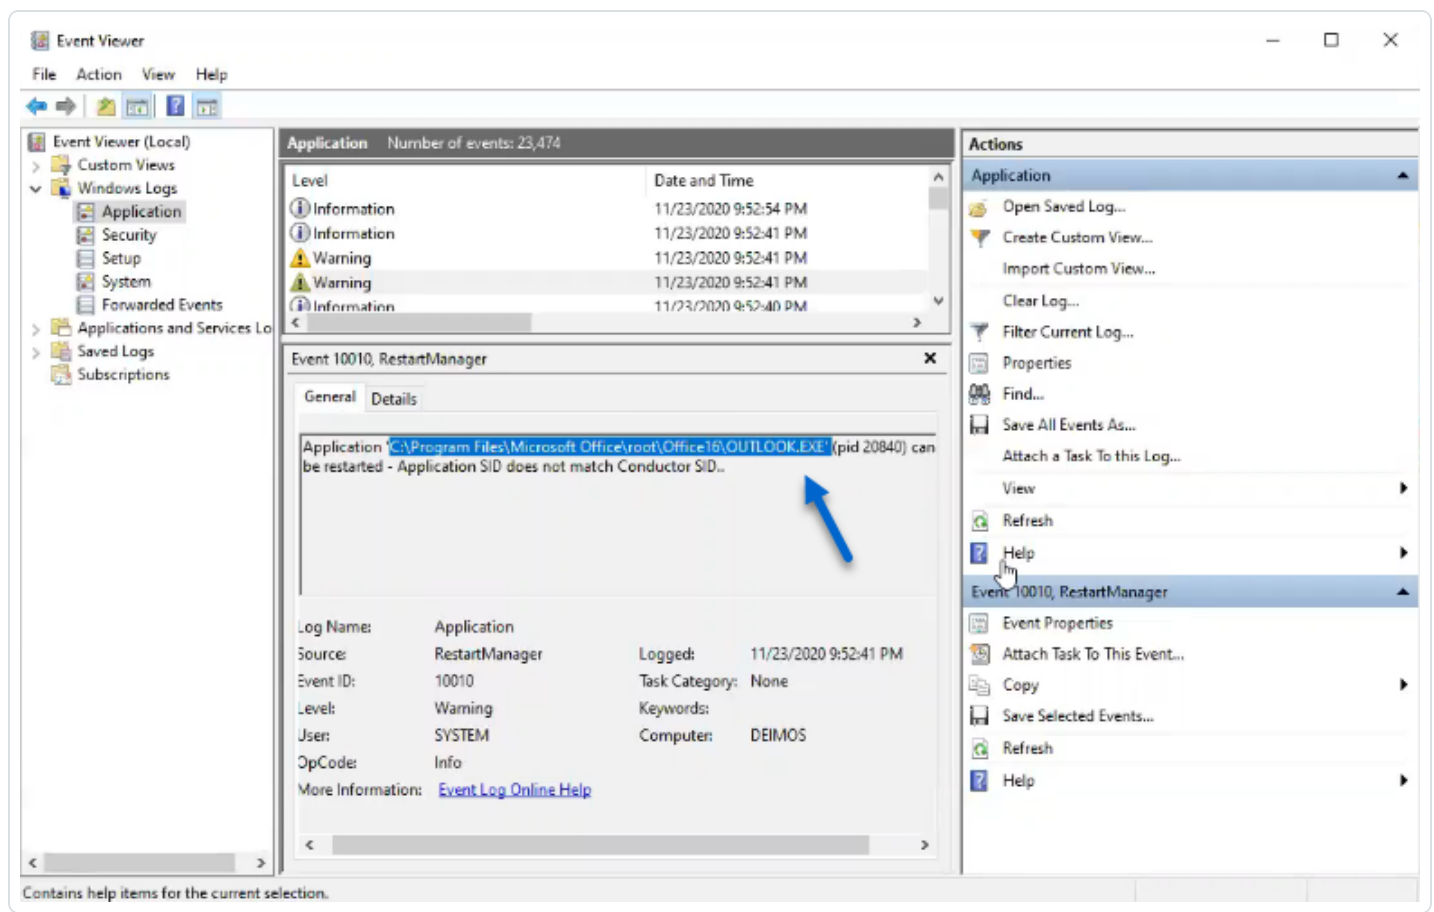 Event Viewer
File Action View Help
Event Viewer (Local)
Custom Views
Windows Logs
Application
Security
Setup
System
Forwarded Events
Applications and Services Lo
Saved Logs
Subscriptions
Application Number of events: 23,474
Level Date and Time
Information 11/23/2020 9:52:54 PM
Information 11/23/2020 9:52:41 PM
Warning 11/23/2020 9:52:41 PM
Warning 11/23/2020 9:52:41 PM
Information 11/23/2020 9:52:40 PM
Event 10010, RestartManager
General Details
Application 'C:\Program Files\Microsoft Office\root\Office16\OUTLOOK.EXE' (pid 20840) can
be restarted - Application SID does not match Conductor SID..
Log Name: Application
Source: RestartManager Logged: 11/23/2020 9:52:41 PM
Event ID: 10010 Task Category: None
Level: Warning Keywords:
User: SYSTEM Computer: DEIMOS
OpCode: Info
More Information: Event Log Online Help
Actions
Application
Open Saved Log...
Create Custom View...
Import Custom View...
Clear Log...
Filter Current Log...
Properties
Find...
Save All Events As...
Attach a Task To this Log...
View
Refresh
Help
Event 10010, RestartManager
Event Properties
Attach Task To This Event...
Copy
Save Selected Events...
Refresh
Help
Contains help items for the current selection.